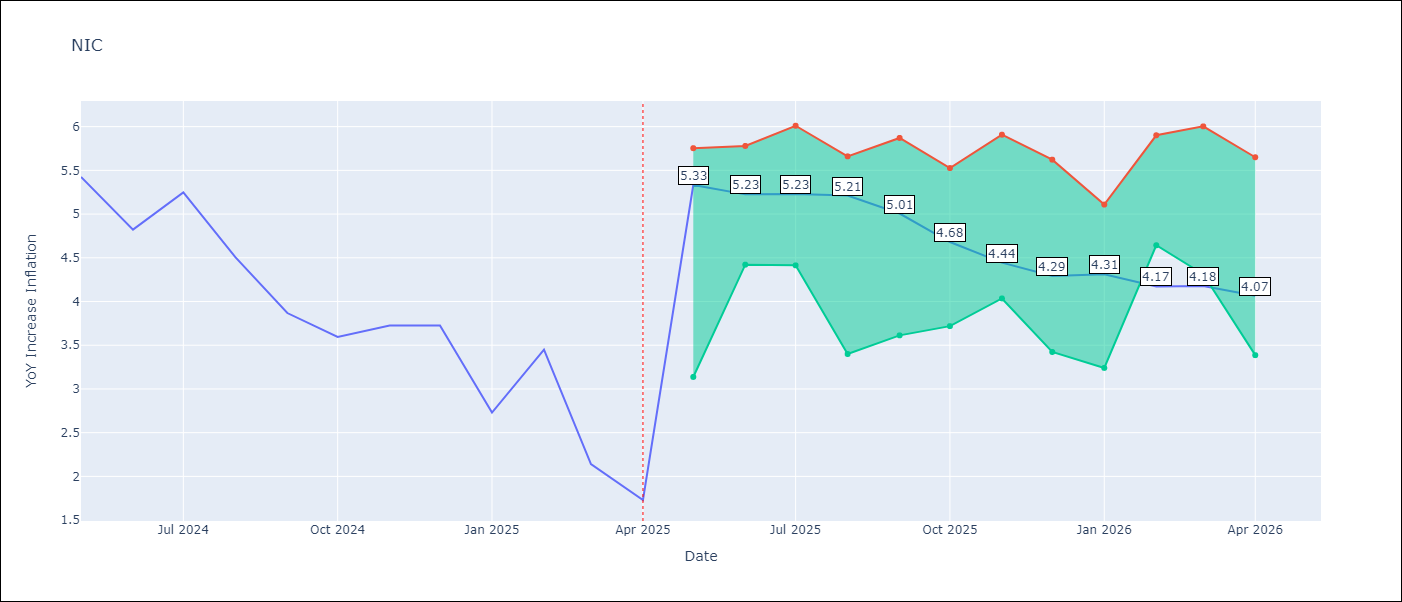 NIC
6
5.5
5
4.5
4
3.5
3
2.5
2
1.5
YoY Increase Inflation
5.33
5.23
5.23
5.21
5.01
4.68
4.44
4.29
4.31
4.17
4.18
4.07
Jul 2024
Oct 2024
Jan 2025
Apr 2025
Jul 2025
Oct 2025
Jan 2026
Apr 2026
Date